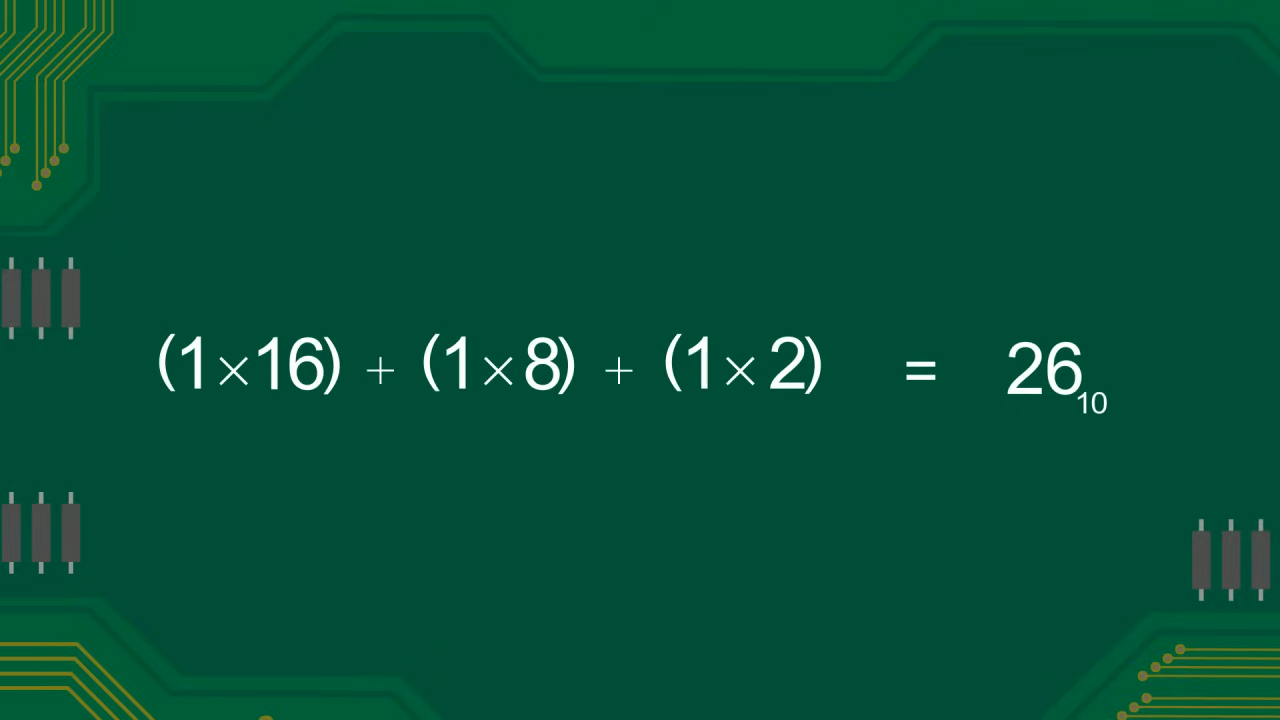 (1×16) + (1×8) + (1×2) = 26₁₀